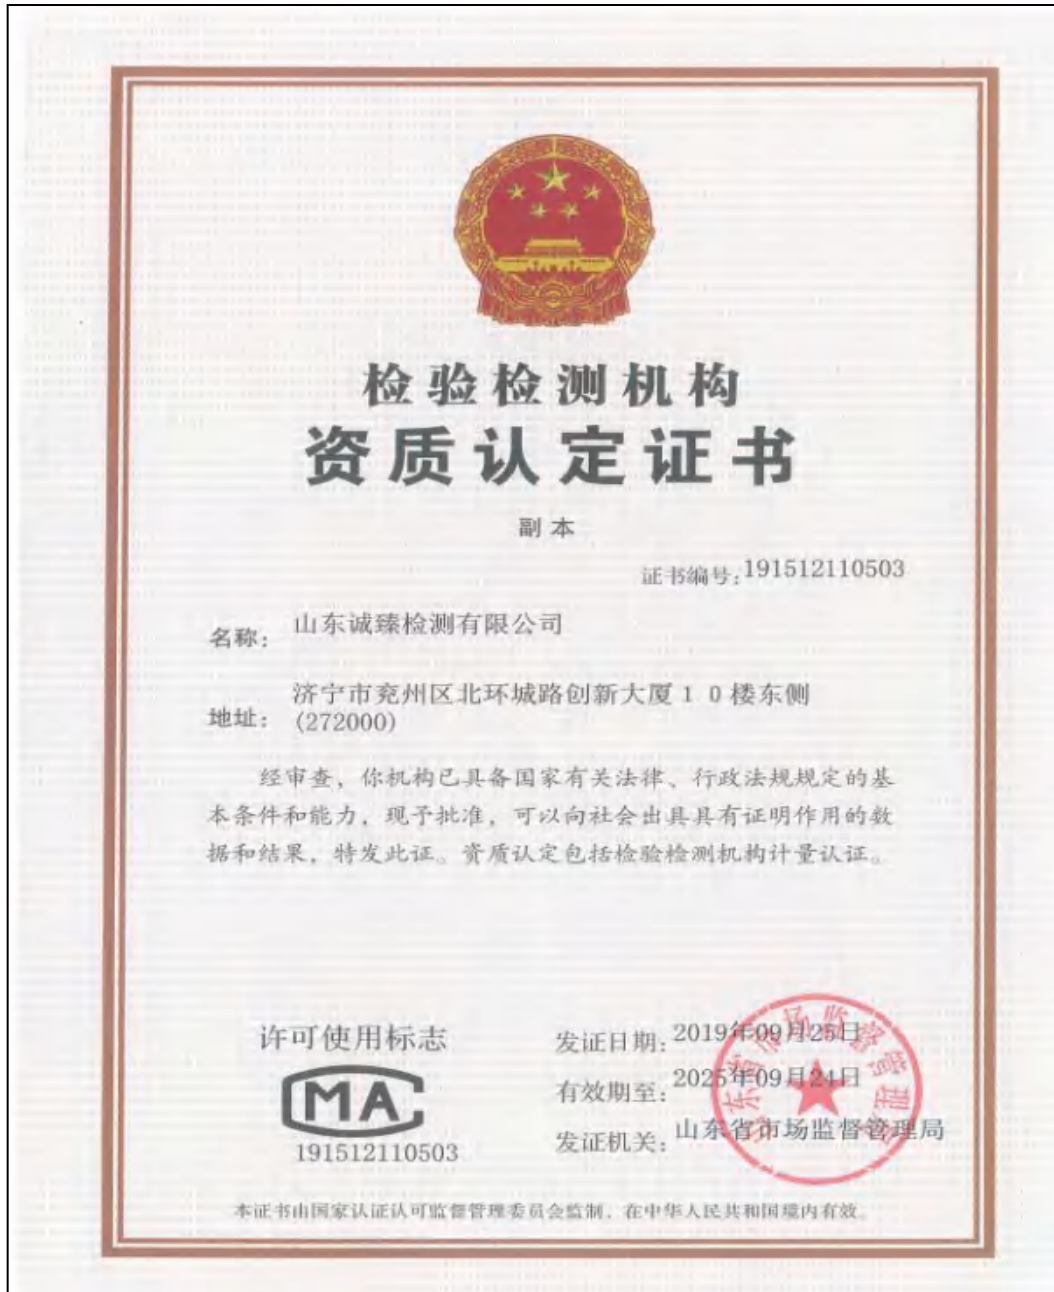 检验检测机构
资质认定证书
副本
证书编号:191512110503
名称: 山东诚臻检测有限公司
地址: 济宁市兖州区北环城路创新大厦10楼东侧
(272000)
经审查,你机构已具备国家有关法律、行政法规规定的基
本条件和能力,现予批准,可以向社会出具具有证明作用的数
据和结果,特发此证。资质认定包括检验检测机构计量认证。
许可使用标志
MA
191512110503
发证日期: 2019年09月25日
有效期至: 2025年09月24日
发证机关: 山东省市场监督管理局
山东省市场监督管理局
本证书由国家认证认可监督管理委员会监制,在中华人民共和国境内有效。